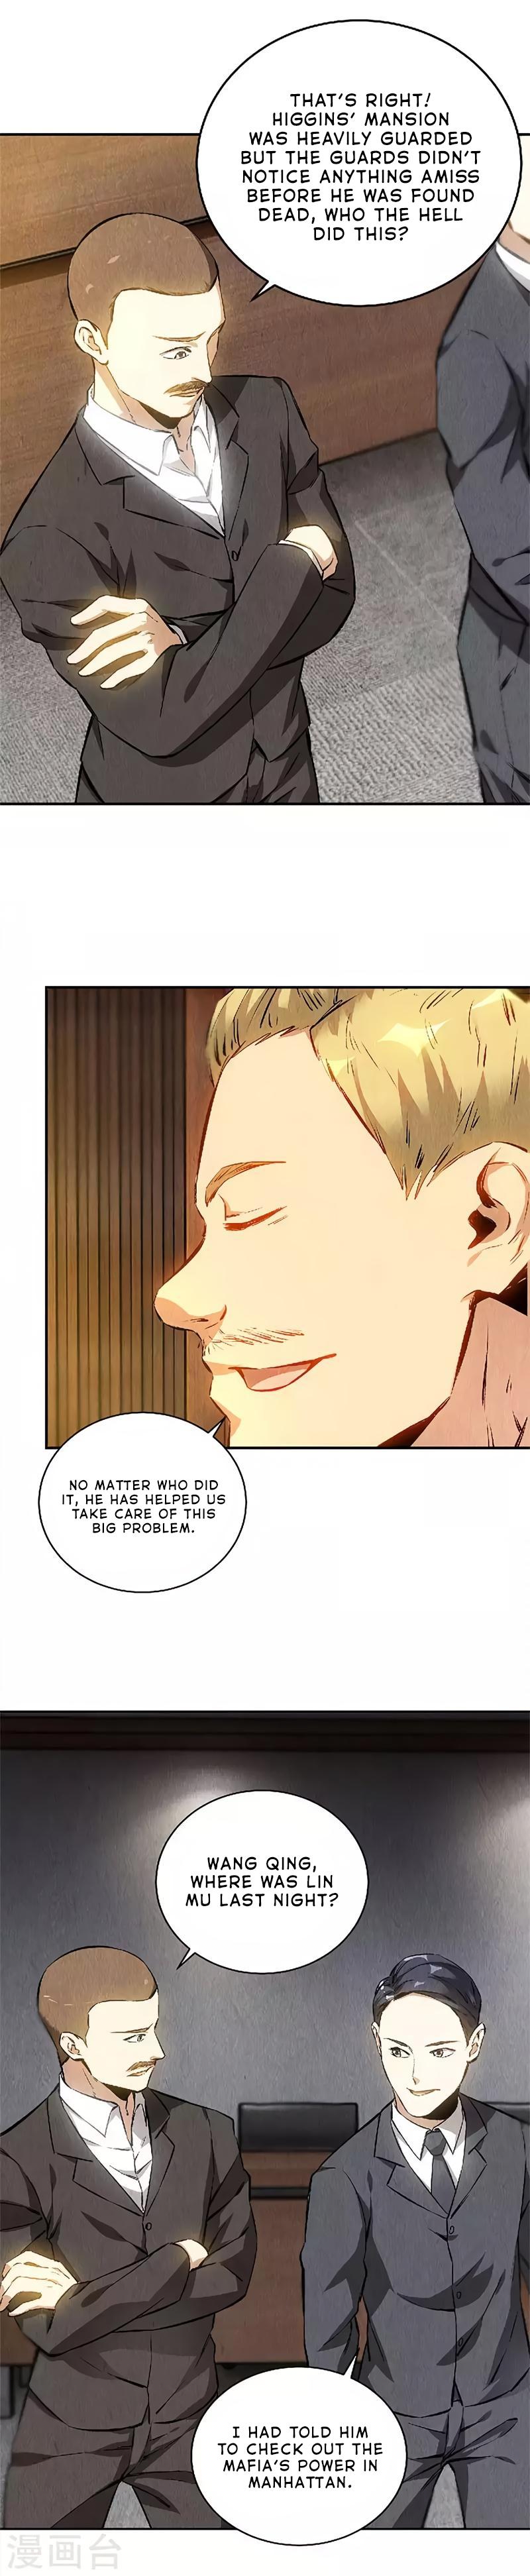 THAT'S RIGHT!
HIGGINS' MANSION
WAS HEAVILY GUARDED
BUT THE GUARDS DIDN'T
NOTICE ANYTHING AMISS
BEFORE HE WAS FOUND
DEAD, WHO THE HELL
DID THIS?
NO MATTER WHO DID
IT, HE HAS HELPED US
TAKE CARE OF THIS
BIG PROBLEM.
WANG QING,
WHERE WAS LIN
MU LAST NIGHT?
I HAD TOLD HIM
TO CHECK OUT THE
MAFIA'S POWER IN
MANHATTAN.
漫画台